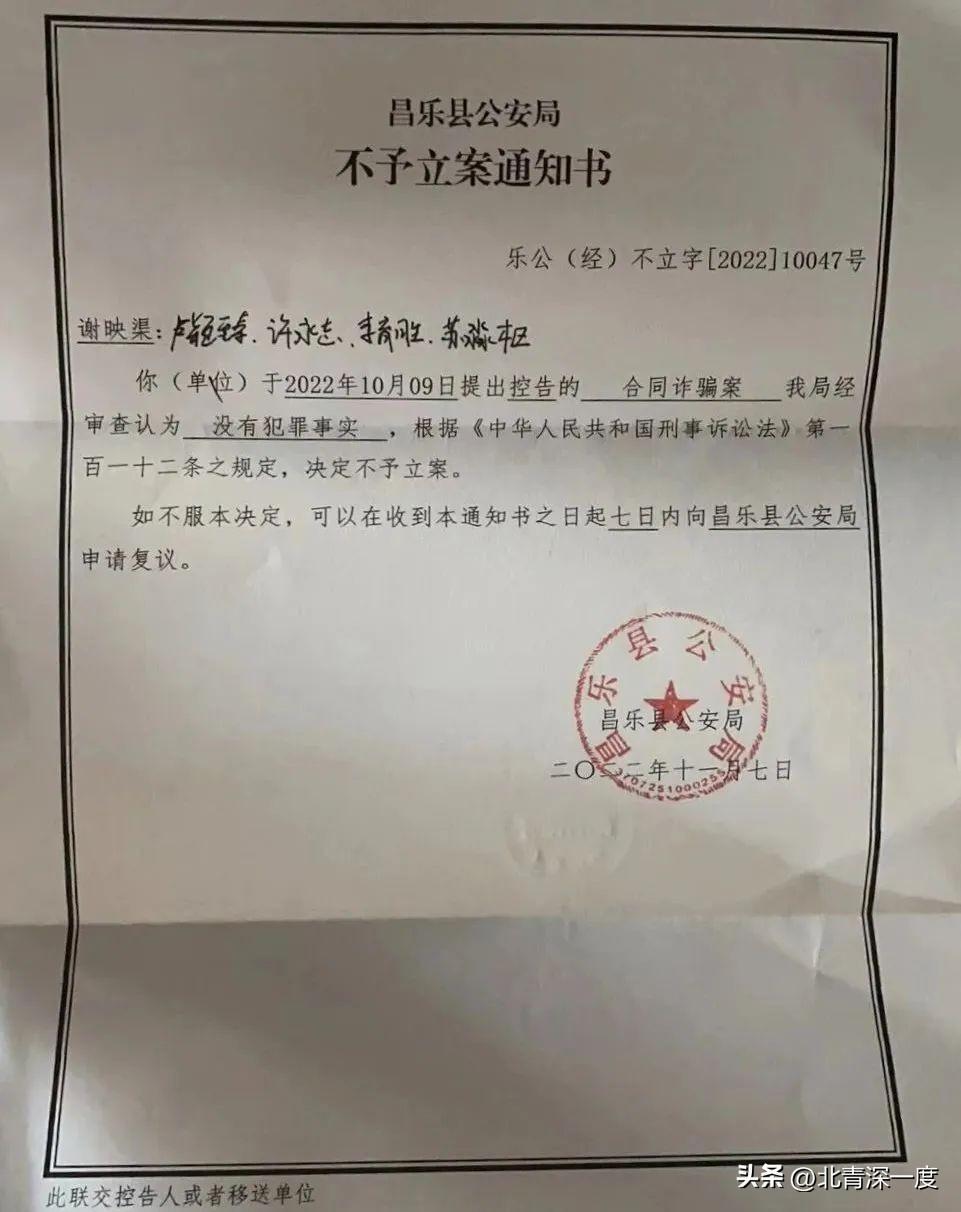 昌乐县公安局
不予立案通知书
乐公（经）不立字[2022]10047号
谢映渠：许永志、李育胜、苏淼枢
你（单位）于2022年10月09日提出控告的 合同诈骗案 我局经
审查认为 没有犯罪事实 ，根据《中华人民共和国刑事诉讼法》第一
百一十二条之规定，决定不予立案。
如不服本决定，可以在收到本通知书之日起七日内向昌乐县公安局
申请复议。
昌乐县公安局
昌乐县公安局
二〇二二年十一月七日
此联交控告人或者移送单位
头条 @北青深一度